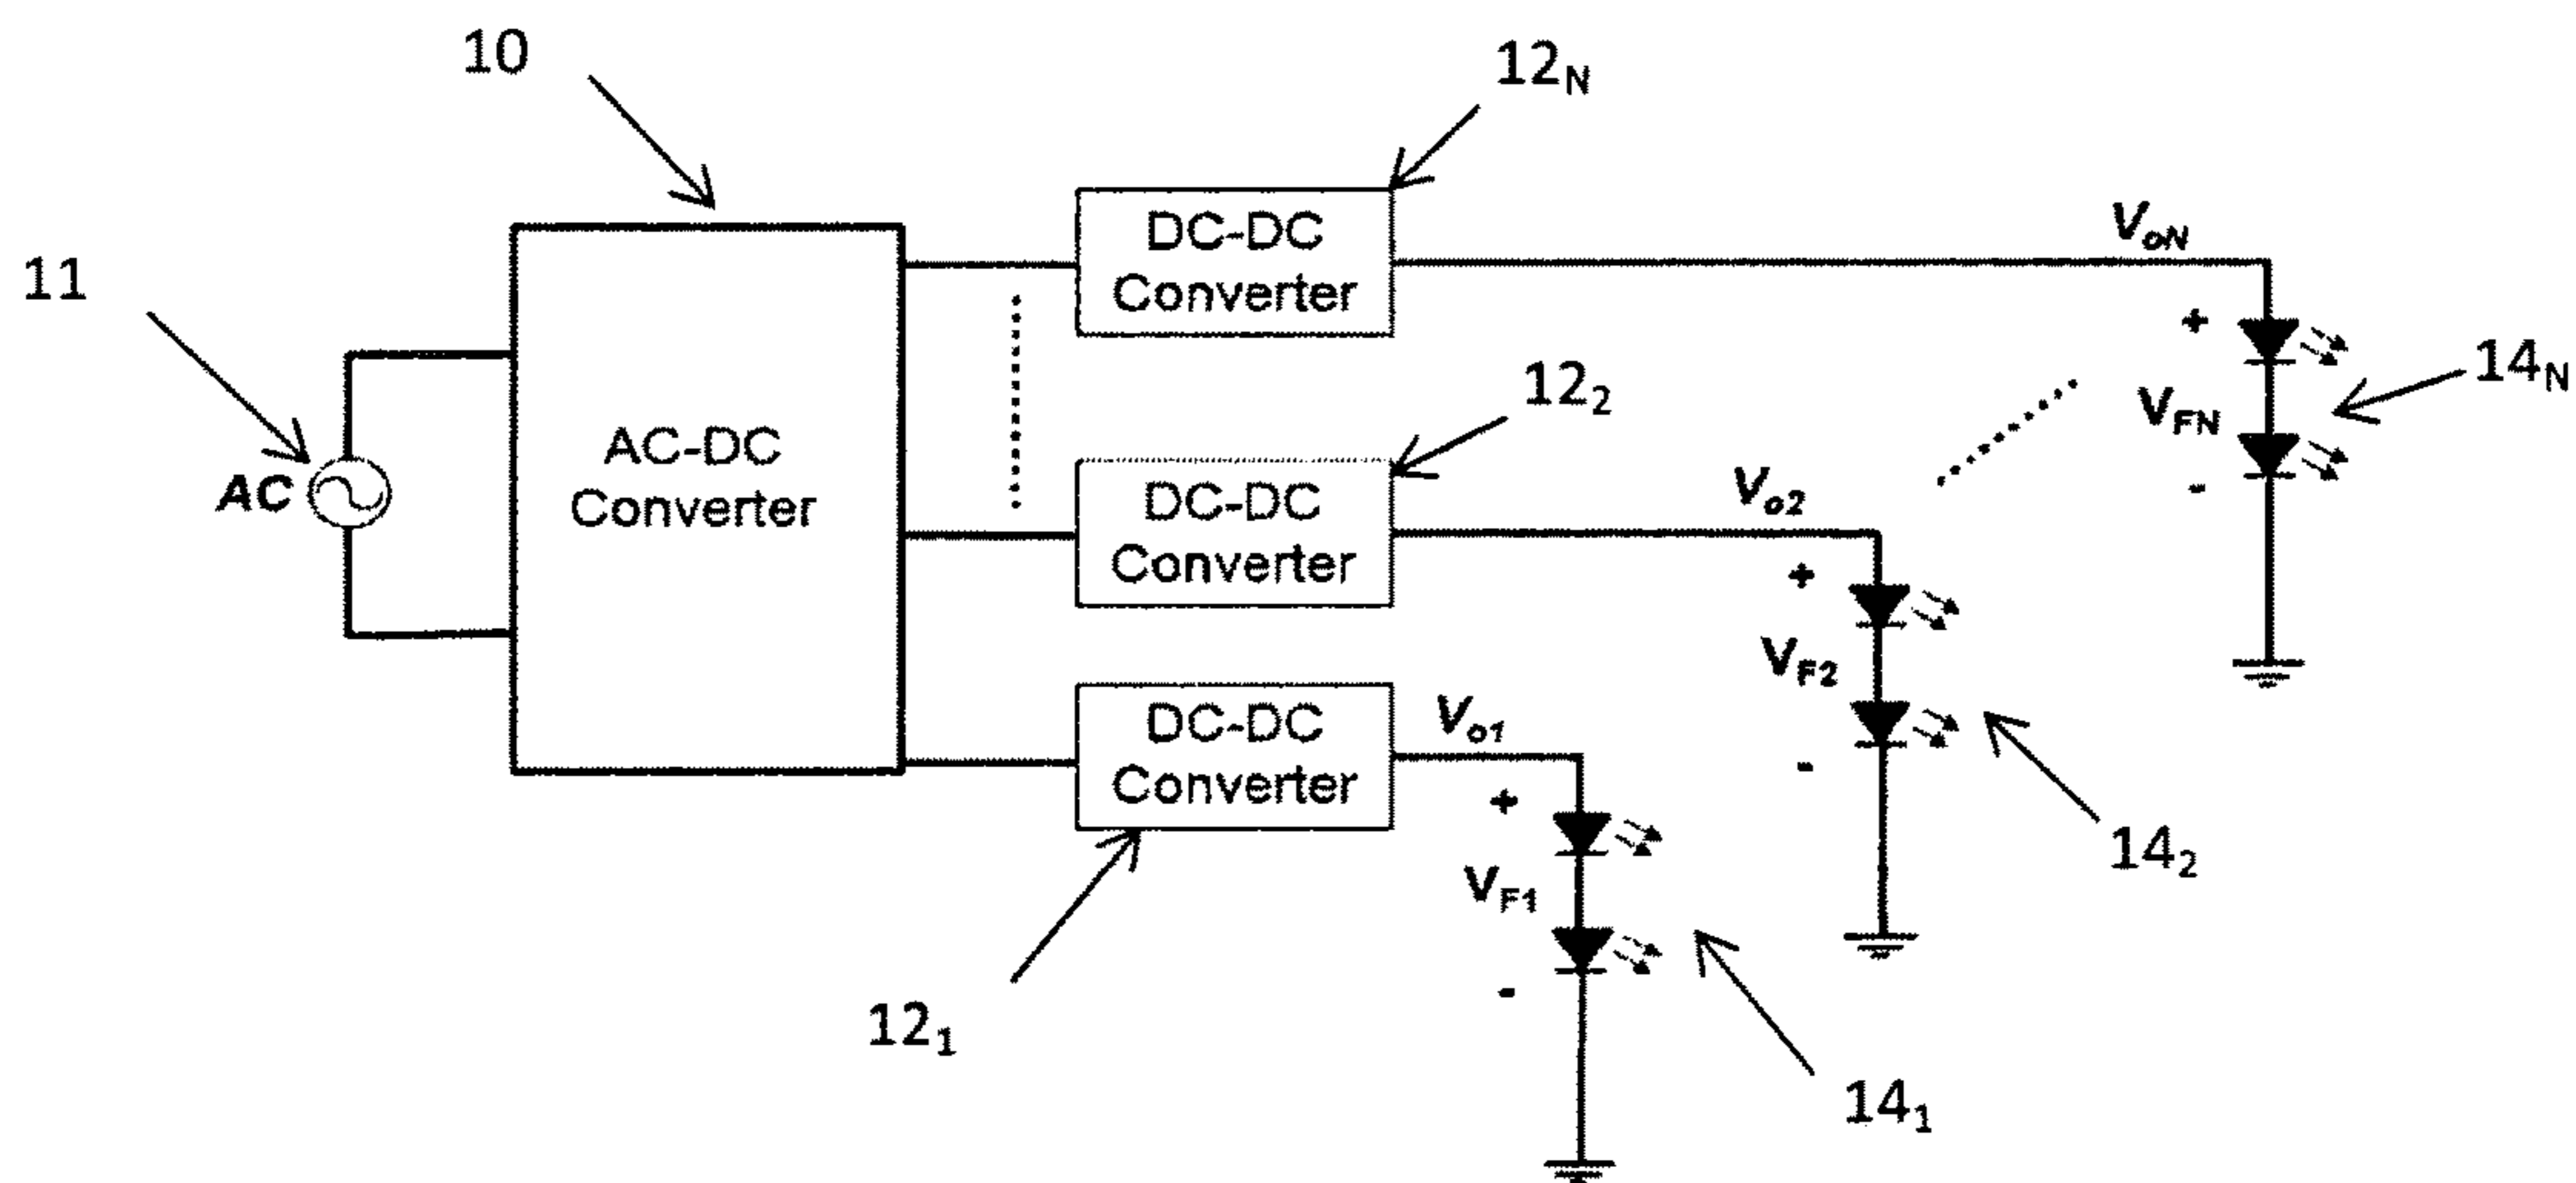 10
12N
11
DC-DC
Converter
VoN
+
VFN
-
14N
AC
AC-DC
Converter
122
DC-DC
Converter
Vo2
+
VF2
-
142
DC-DC
Converter
Vo1
+
VF1
-
121
141